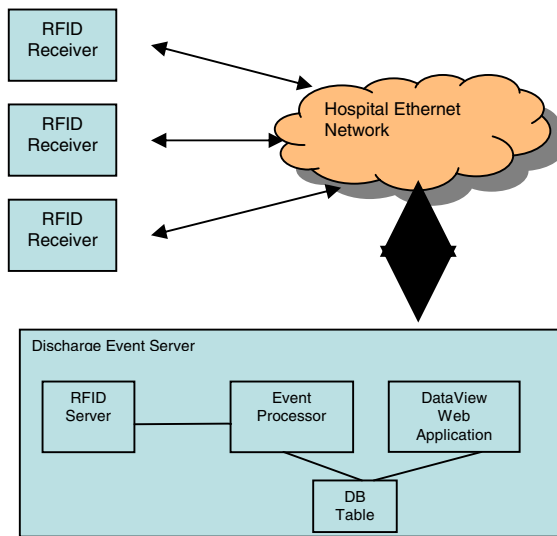 RFID
Receiver
Hospital Ethernet
Network
RFID
Receiver
RFID
Receiver
Discharge Event Server
RFID
Server
Event
Processor
DataView
Web
Application
DB
Table